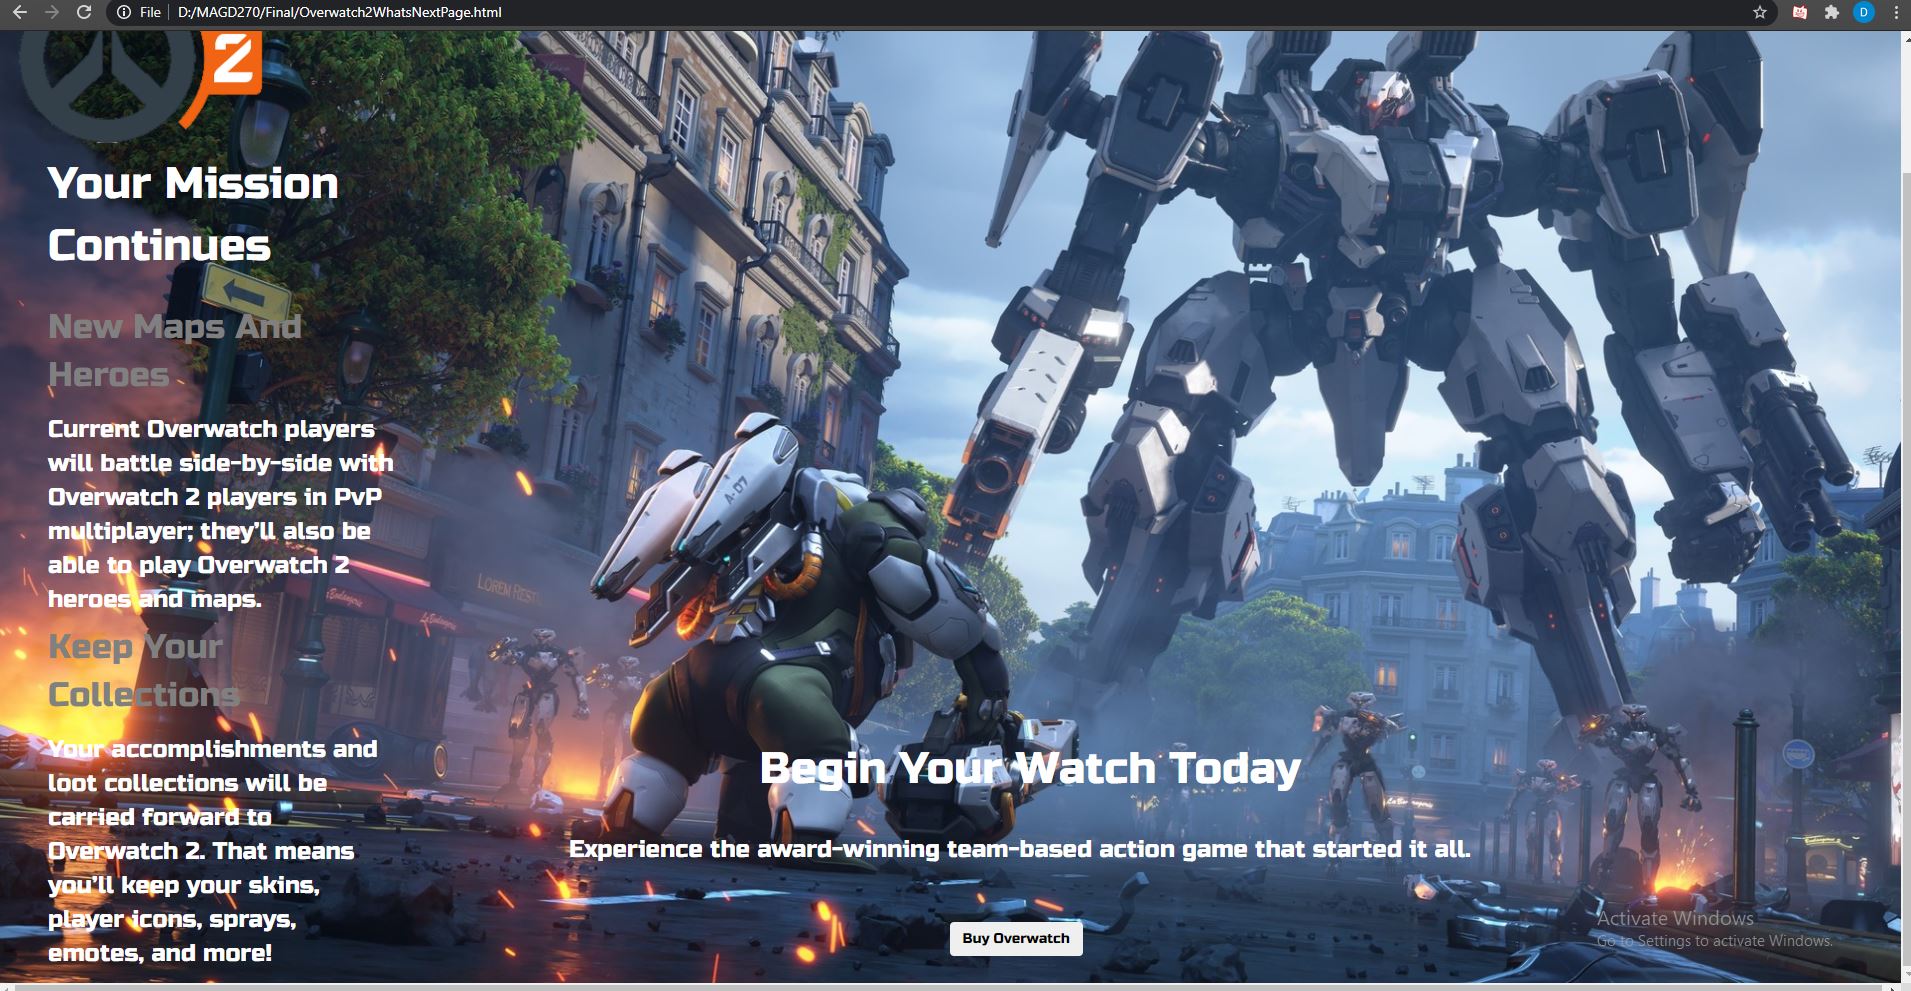 File
D:/MAGD270/Final/Overwatch2WhatsNextPage.html
D
2
Your Mission
Continues
New Maps And
Heroes
Current Overwatch players
will battle side-by-side with
Overwatch 2 players in PvP
multiplayer; they'll also be
able to play Overwatch 2
heroes and maps.
Keep Your
Collections
Your accomplishments and
loot collections will be
carried forward to
Overwatch 2. That means
you'll keep your skins,
player icons, sprays,
emotes, and more!
A-07
LOREM REST
Begin Your Watch Today
Experience the award-winning team-based action game that started it all.
Buy Overwatch
Activate Windows
Go to Settings to activate Windows.